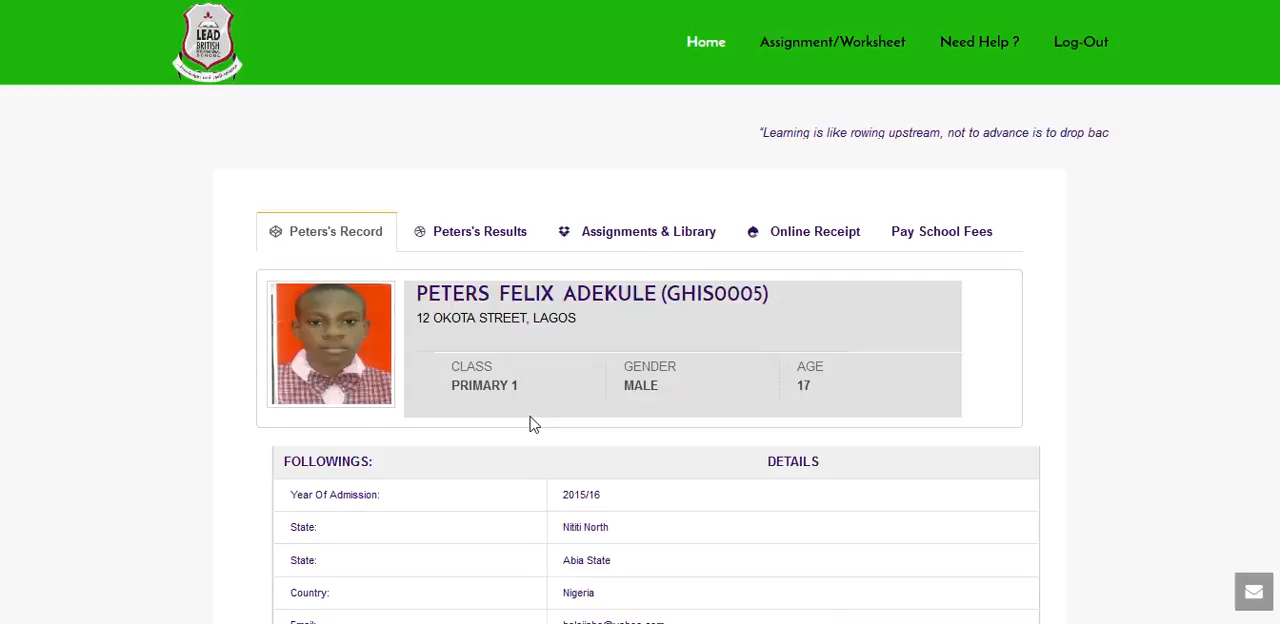 LEAD
BRITISH
SCHOOL
Home
Assignment/Worksheet
Need Help ?
Log-Out
"Learning is like rowing upstream, not to advance is to drop bac
Peters's Record
Peters's Results
Assignments & Library
Online Receipt
Pay School Fees
PETERS FELIX ADEKULE (GHIS0005)
12 OKOTA STREET, LAGOS
CLASS
GENDER
AGE
PRIMARY 1
MALE
17
FOLLOWINGS:
DETAILS
Year Of Admission:
2015/16
State:
Nititi North
State:
Abia State
Country:
Nigeria